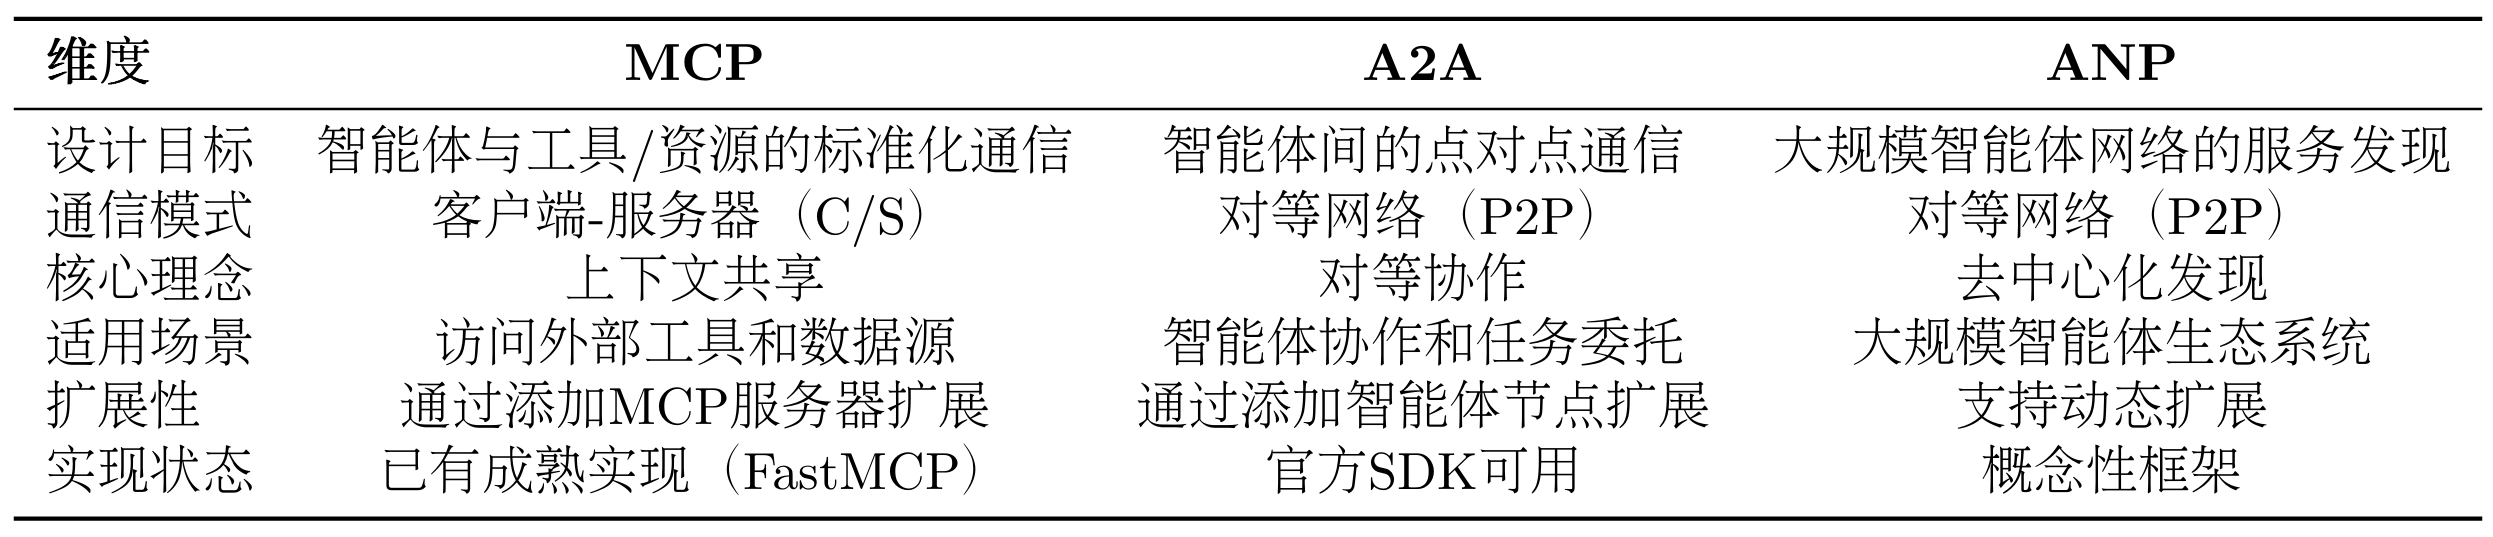 维度 MCP A2A ANP
设计目标 智能体与工具/资源的标准化通信 智能体间的点对点通信 大规模智能体网络的服务发现
通信模式 客户端-服务器（C/S） 对等网络（P2P） 对等网络（P2P）
核心理念 上下文共享 对等协作 去中心化发现
适用场景 访问外部工具和数据源 智能体协作和任务委托 大规模智能体生态系统
扩展性 通过添加MCP服务器扩展 通过添加智能体节点扩展 支持动态扩展
实现状态 已有成熟实现（FastMCP） 官方SDK可用 概念性框架